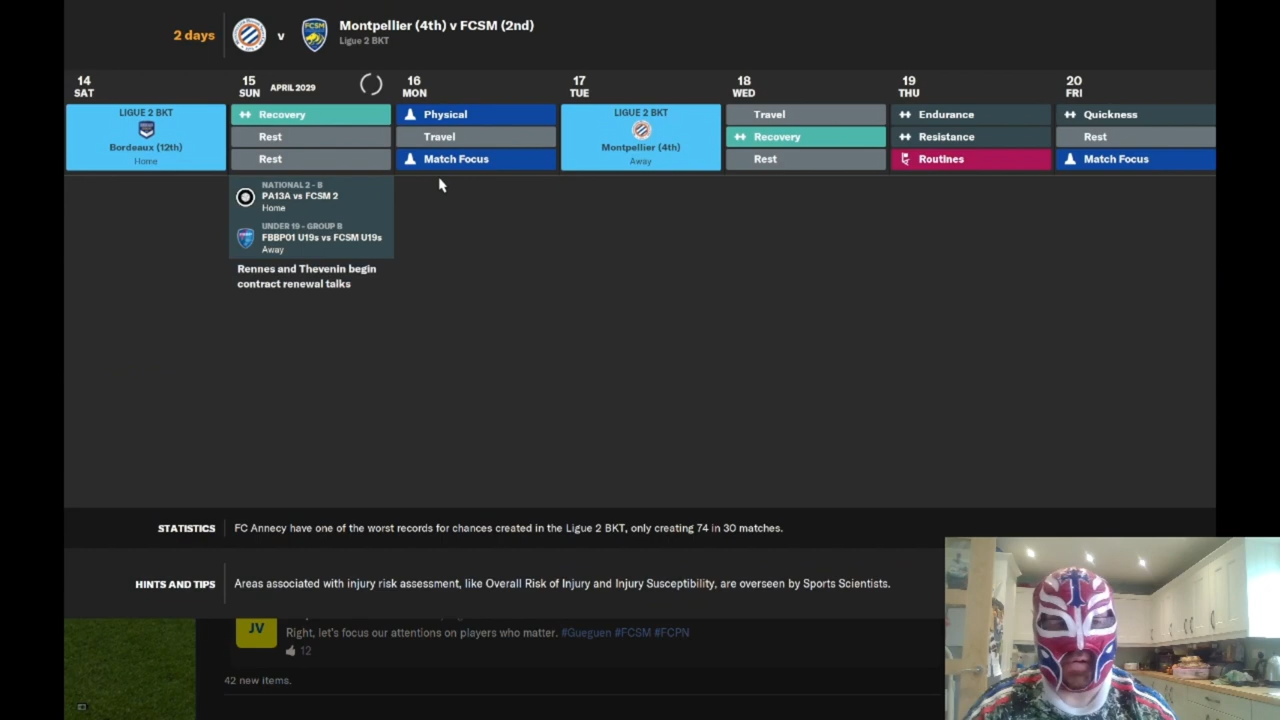 2 days
v
Montpellier (4th) v FCSM (2nd)
Ligue 2 BKT
14
SAT
15
SUN
APRIL 2029
16
MON
17
TUE
18
WED
19
THU
20
FRI
LIGUE 2 BKT
Bordeaux (12th)
Home
Recovery
Rest
Rest
Physical
Travel
Match Focus
LIGUE 2 BKT
Montpellier (4th)
Away
Travel
Recovery
Rest
Endurance
Resistance
Routines
Quickness
Rest
Match Focus
NATIONAL 2 - B
PA13A vs FCSM 2
Home
UNDER 19 - GROUP B
FBBP01 U19s vs FCSM U19s
Away
Rennes and Thevenin begin
contract renewal talks
STATISTICS
FC Annecy have one of the worst records for chances created in the Ligue 2 BKT, only creating 74 in 30 matches.
HINTS AND TIPS
Areas associated with injury risk assessment, like Overall Risk of Injury and Injury Susceptibility, are overseen by Sports Scientists.
JV
Right, let's focus our attentions on players who matter. #Gueguen #FCSM #FCPN
12
42 new items.